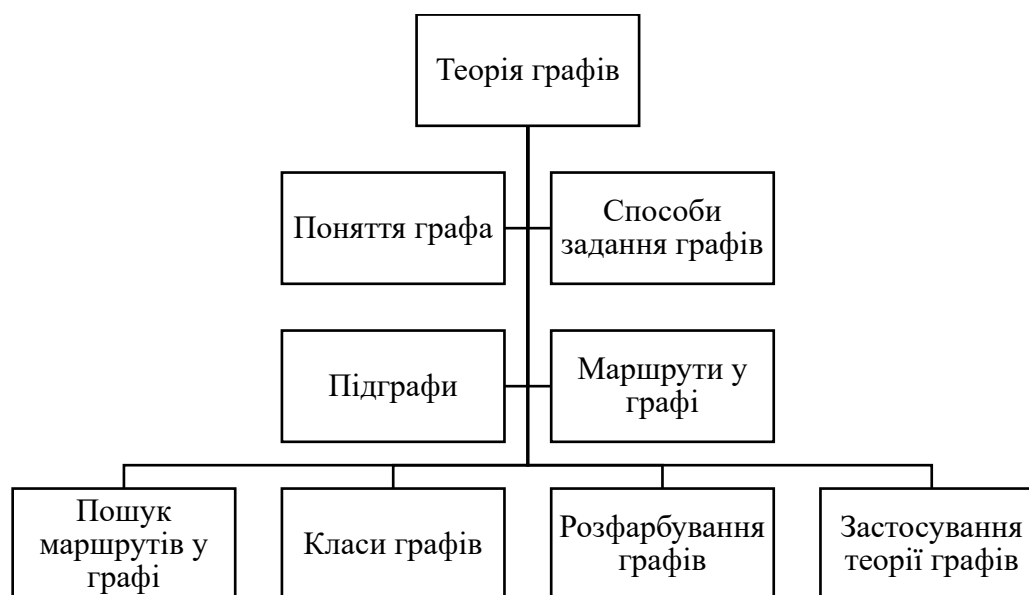 Теорія графів
Поняття графа
Способи
задання графів
Підграфи
Маршрути у
графі
Пошук
маршрутів у
графі
Класи графів
Розфарбування
графів
Застосування
теорії графів